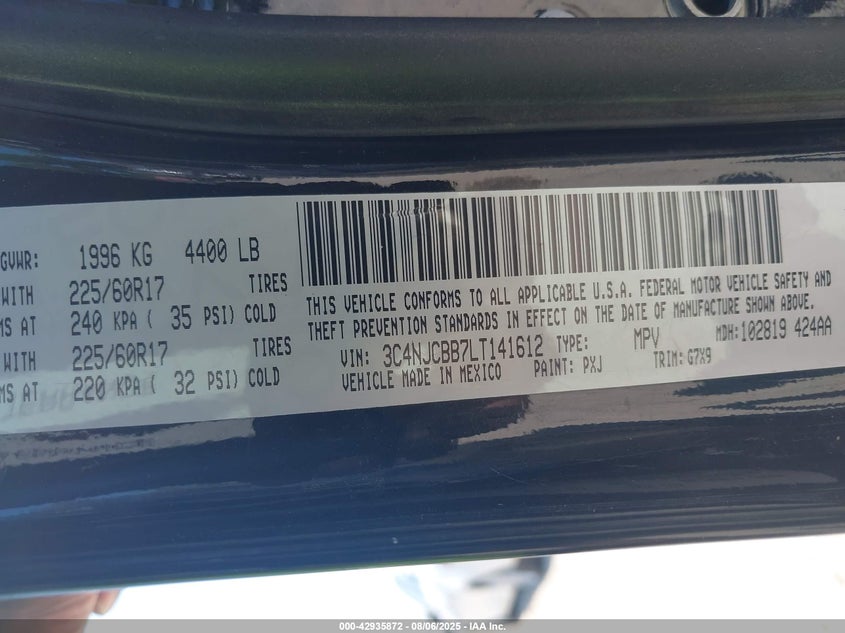 GVWR: 1996 KG 4400 LB
WITH 225/60R17 TIRES
MS AT 240 KPA ( 35 PSI) COLD
WITH 225/60R17 TIRES
MS AT 220 KPA ( 32 PSI) COLD
THIS VEHICLE CONFORMS TO ALL APPLICABLE U.S.A. FEDERAL MOTOR VEHICLE SAFETY AND
THEFT PREVENTION STANDARDS IN EFFECT ON THE DATE OF MANUFACTURE SHOWN ABOVE.
VIN: 3C4NJCBB7LT141612 TYPE: MPV MDH:102819 424AA
VEHICLE MADE IN MEXICO PAINT: PXJ TRIM: G7X9
000-42935872 - 08/06/2025 - IAA Inc.